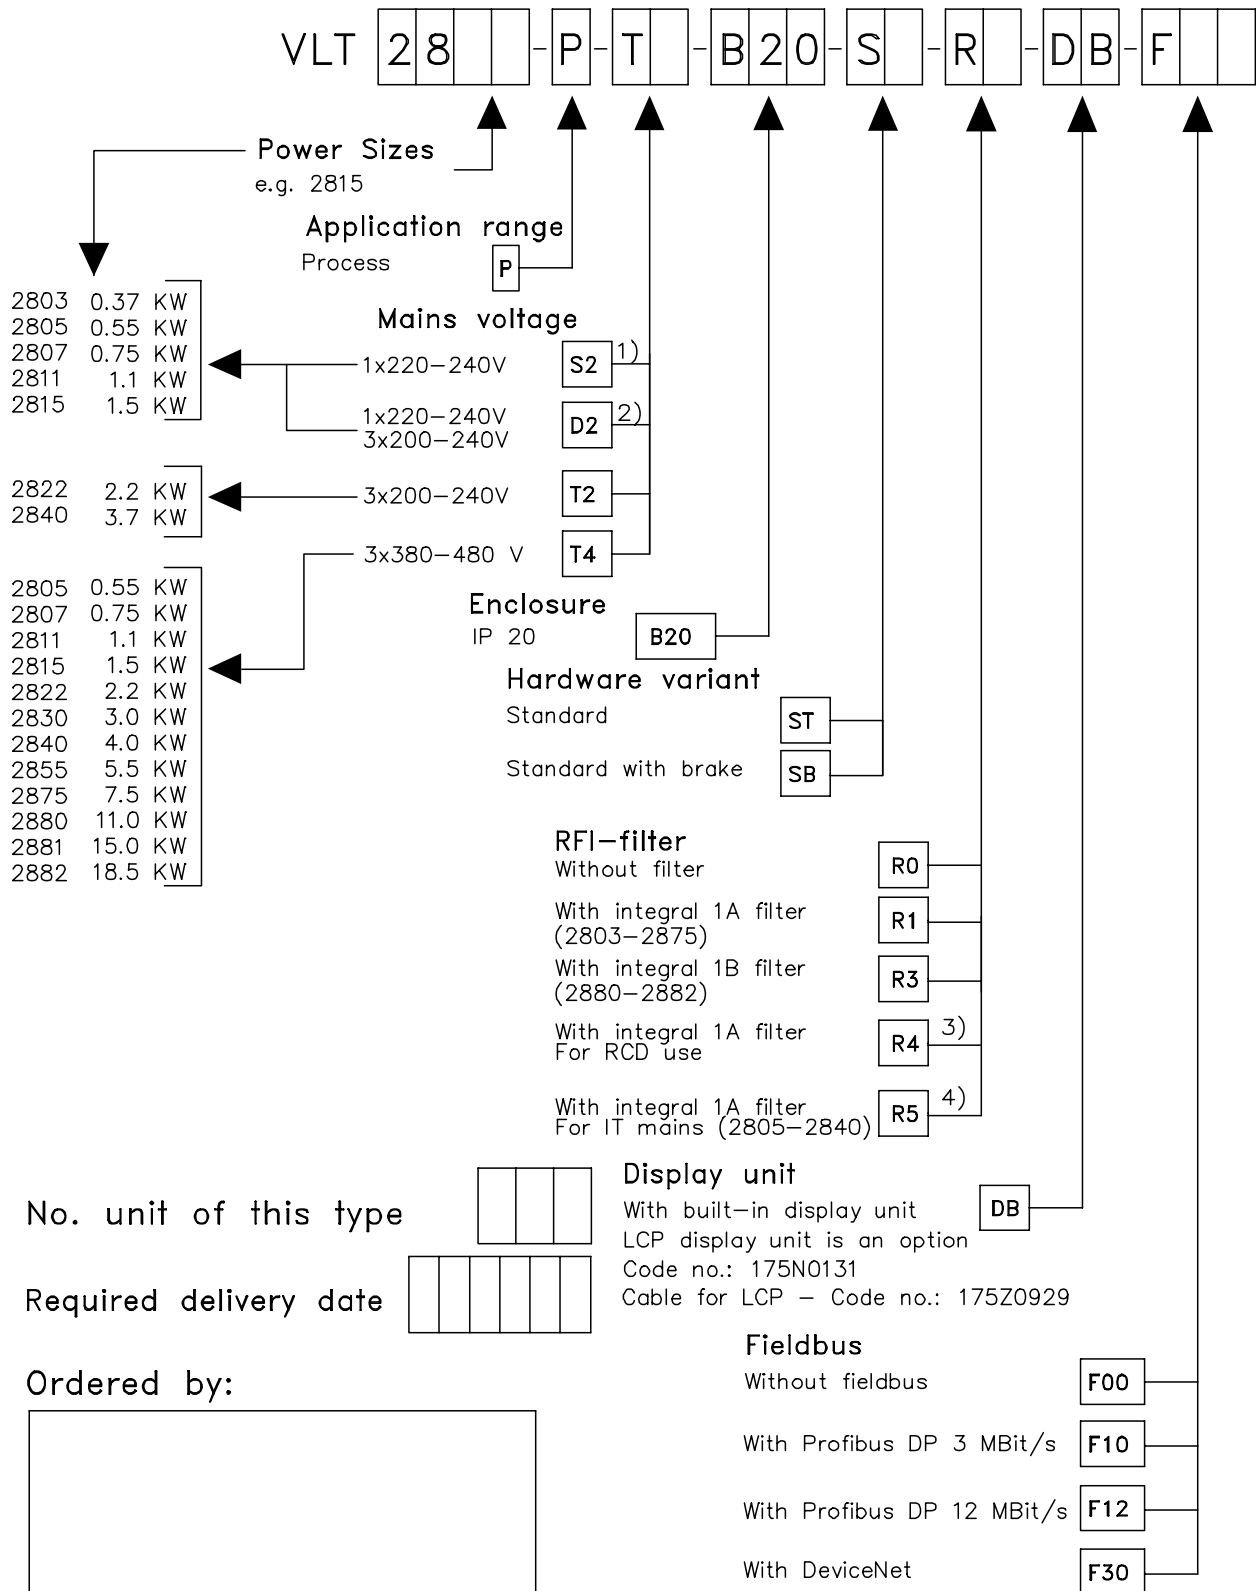 VLT 28 -P-T -B20-S -R -DB-F
Power Sizes
e.g. 2815
Application range
Process P
2803 0.37 KW
2805 0.55 KW
2807 0.75 KW
2811 1.1 KW
2815 1.5 KW
Mains voltage
1x220-240V S2 1)
1x220-240V
3x200-240V D2 2)
2822 2.2 KW
2840 3.7 KW
3x200-240V T2
3x380-480 V T4
2805 0.55 KW
2807 0.75 KW
2811 1.1 KW
2815 1.5 KW
2822 2.2 KW
2830 3.0 KW
2840 4.0 KW
2855 5.5 KW
2875 7.5 KW
2880 11.0 KW
2881 15.0 KW
2882 18.5 KW
Enclosure
IP 20 B20
Hardware variant
Standard ST
Standard with brake SB
RFI-filter
Without filter R0
With integral 1A filter
(2803-2875) R1
With integral 1B filter
(2880-2882) R3
With integral 1A filter
For RCD use R4 3)
With integral 1A filter
For IT mains (2805-2840) R5 4)
No. unit of this type
Required delivery date
Ordered by:
Display unit
With built-in display unit DB
LCP display unit is an option
Code no.: 175N0131
Cable for LCP - Code no.: 175Z0929
Fieldbus
Without fieldbus F00
With Profibus DP 3 MBit/s F10
With Profibus DP 12 MBit/s F12
With DeviceNet F30